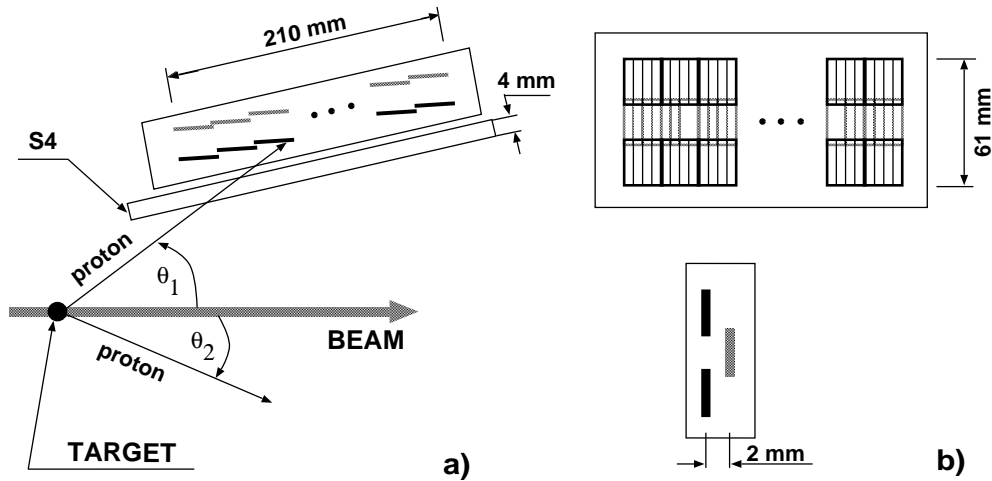 210 mm
4 mm
S4
proton
θ1
BEAM
θ2
proton
TARGET
a)
61 mm
2 mm
b)